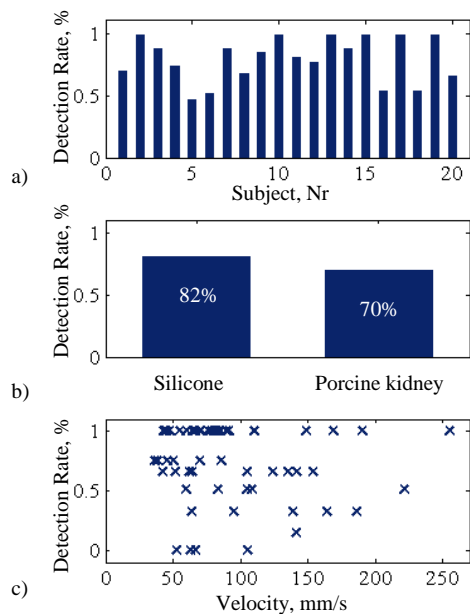 Detection Rate, %
1
0.5
0
0 5 10 15 20
Subject, Nr
a)
Detection Rate, %
1
0.5
0
82%
70%
Silicone Porcine kidney
b)
Detection Rate, %
1
0.5
0
0 50 100 150 200 250
Velocity, mm/s
c)